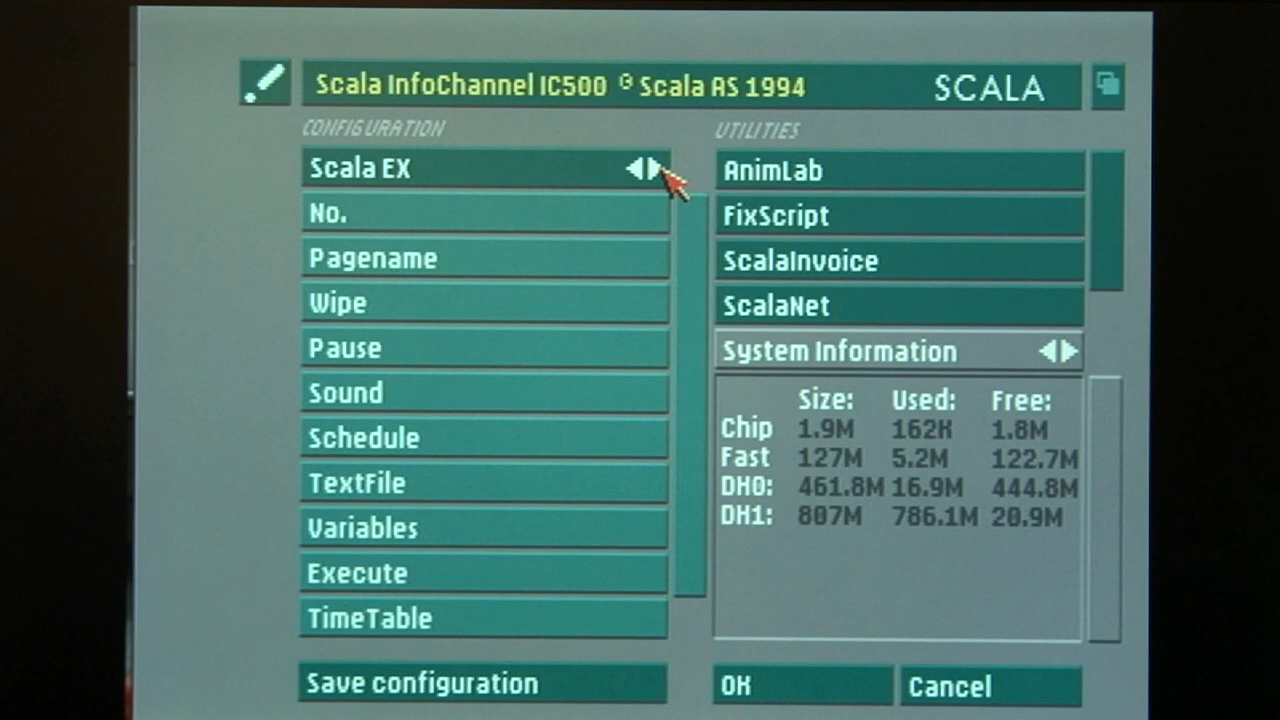 Scala InfoChannel IC500 © Scala AS 1994 SCALA
CONFIGURATION
Scala EX
No.
Pagename
Wipe
Pause
Sound
Schedule
TextFile
Variables
Execute
TimeTable
Save configuration
UTILITIES
AnimLab
FixScript
ScalaInvoice
ScalaNet
System Information
Size: Used: Free:
Chip 1.9M 162K 1.8M
Fast 127M 5.2M 122.7M
DH0: 461.8M 16.9M 444.8M
DH1: 807M 786.1M 20.9M
OK Cancel